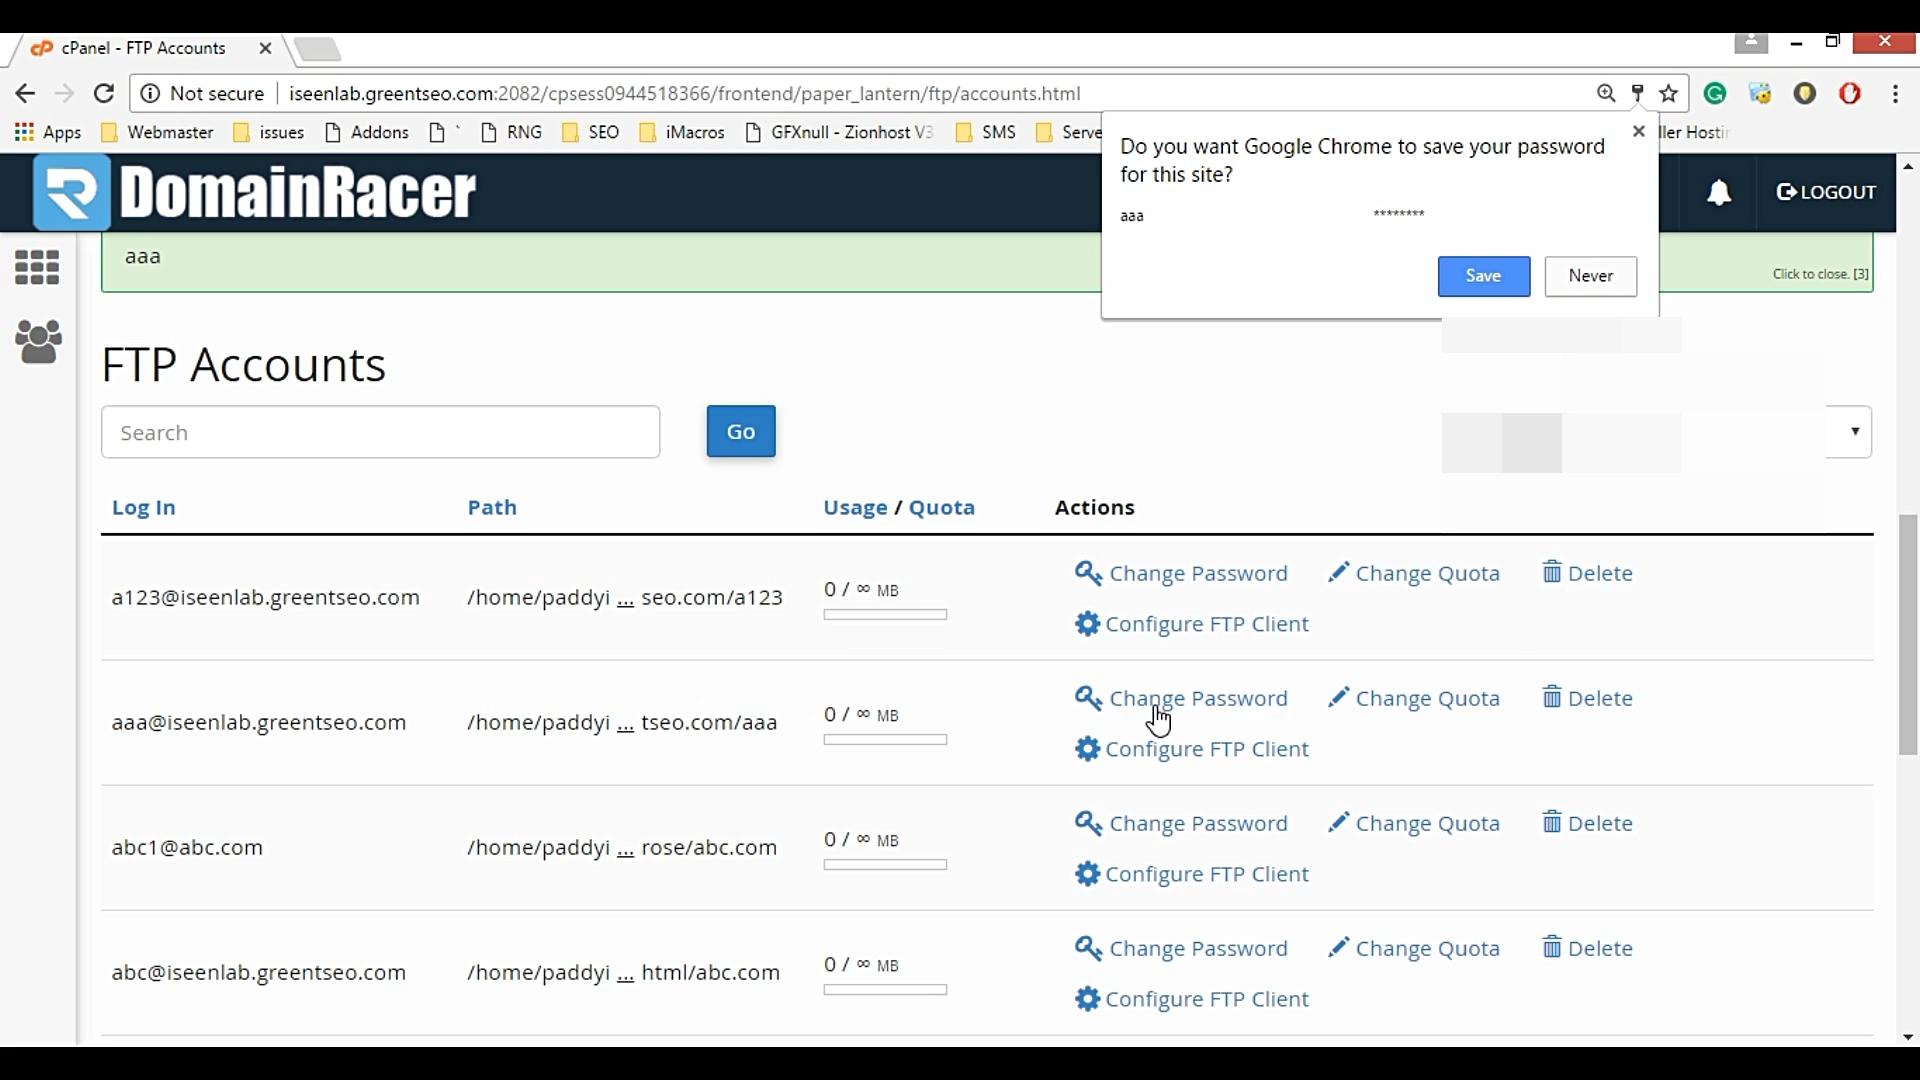 cPanel - FTP Accounts
Not secure iseenlab.greentseo.com:2082/cpsess0944518366/frontend/paper_lantern/ftp/accounts.html
Apps Webmaster issues Addons ` RNG SEO iMacros GFXnull - Zionhost V3 SMS Serve ller Hostin
Do you want Google Chrome to save your password
for this site?
aaa ********
Save Never
DomainRacer
LOGOUT
aaa
Click to close. [3]
FTP Accounts
Search Go
Log In Path Usage / Quota Actions
a123@iseenlab.greentseo.com /home/paddyi ... seo.com/a123 0 / ∞ MB Change Password Change Quota Delete
Configure FTP Client
aaa@iseenlab.greentseo.com /home/paddyi ... tseo.com/aaa 0 / ∞ MB Change Password Change Quota Delete
Configure FTP Client
abc1@abc.com /home/paddyi ... rose/abc.com 0 / ∞ MB Change Password Change Quota Delete
Configure FTP Client
abc@iseenlab.greentseo.com /home/paddyi ... html/abc.com 0 / ∞ MB Change Password Change Quota Delete
Configure FTP Client